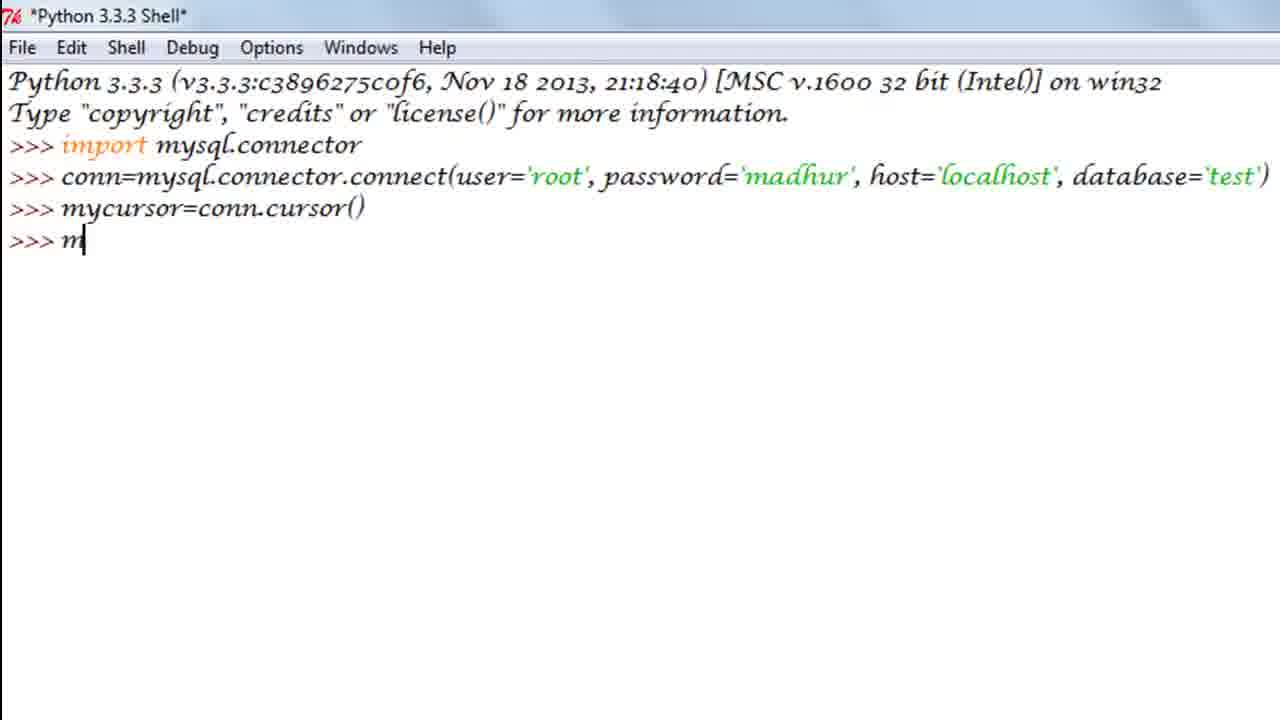 *Python 3.3.3 Shell*
File Edit Shell Debug Options Windows Help
Python 3.3.3 (v3.3.3:c3896275c0f6, Nov 18 2013, 21:18:40) [MSC v.1600 32 bit (Intel)] on win32
Type "copyright", "credits" or "license()" for more information.
>>> import mysql.connector
>>> conn=mysql.connector.connect(user='root', password='madhur', host='localhost', database='test')
>>> mycursor=conn.cursor()
>>> m